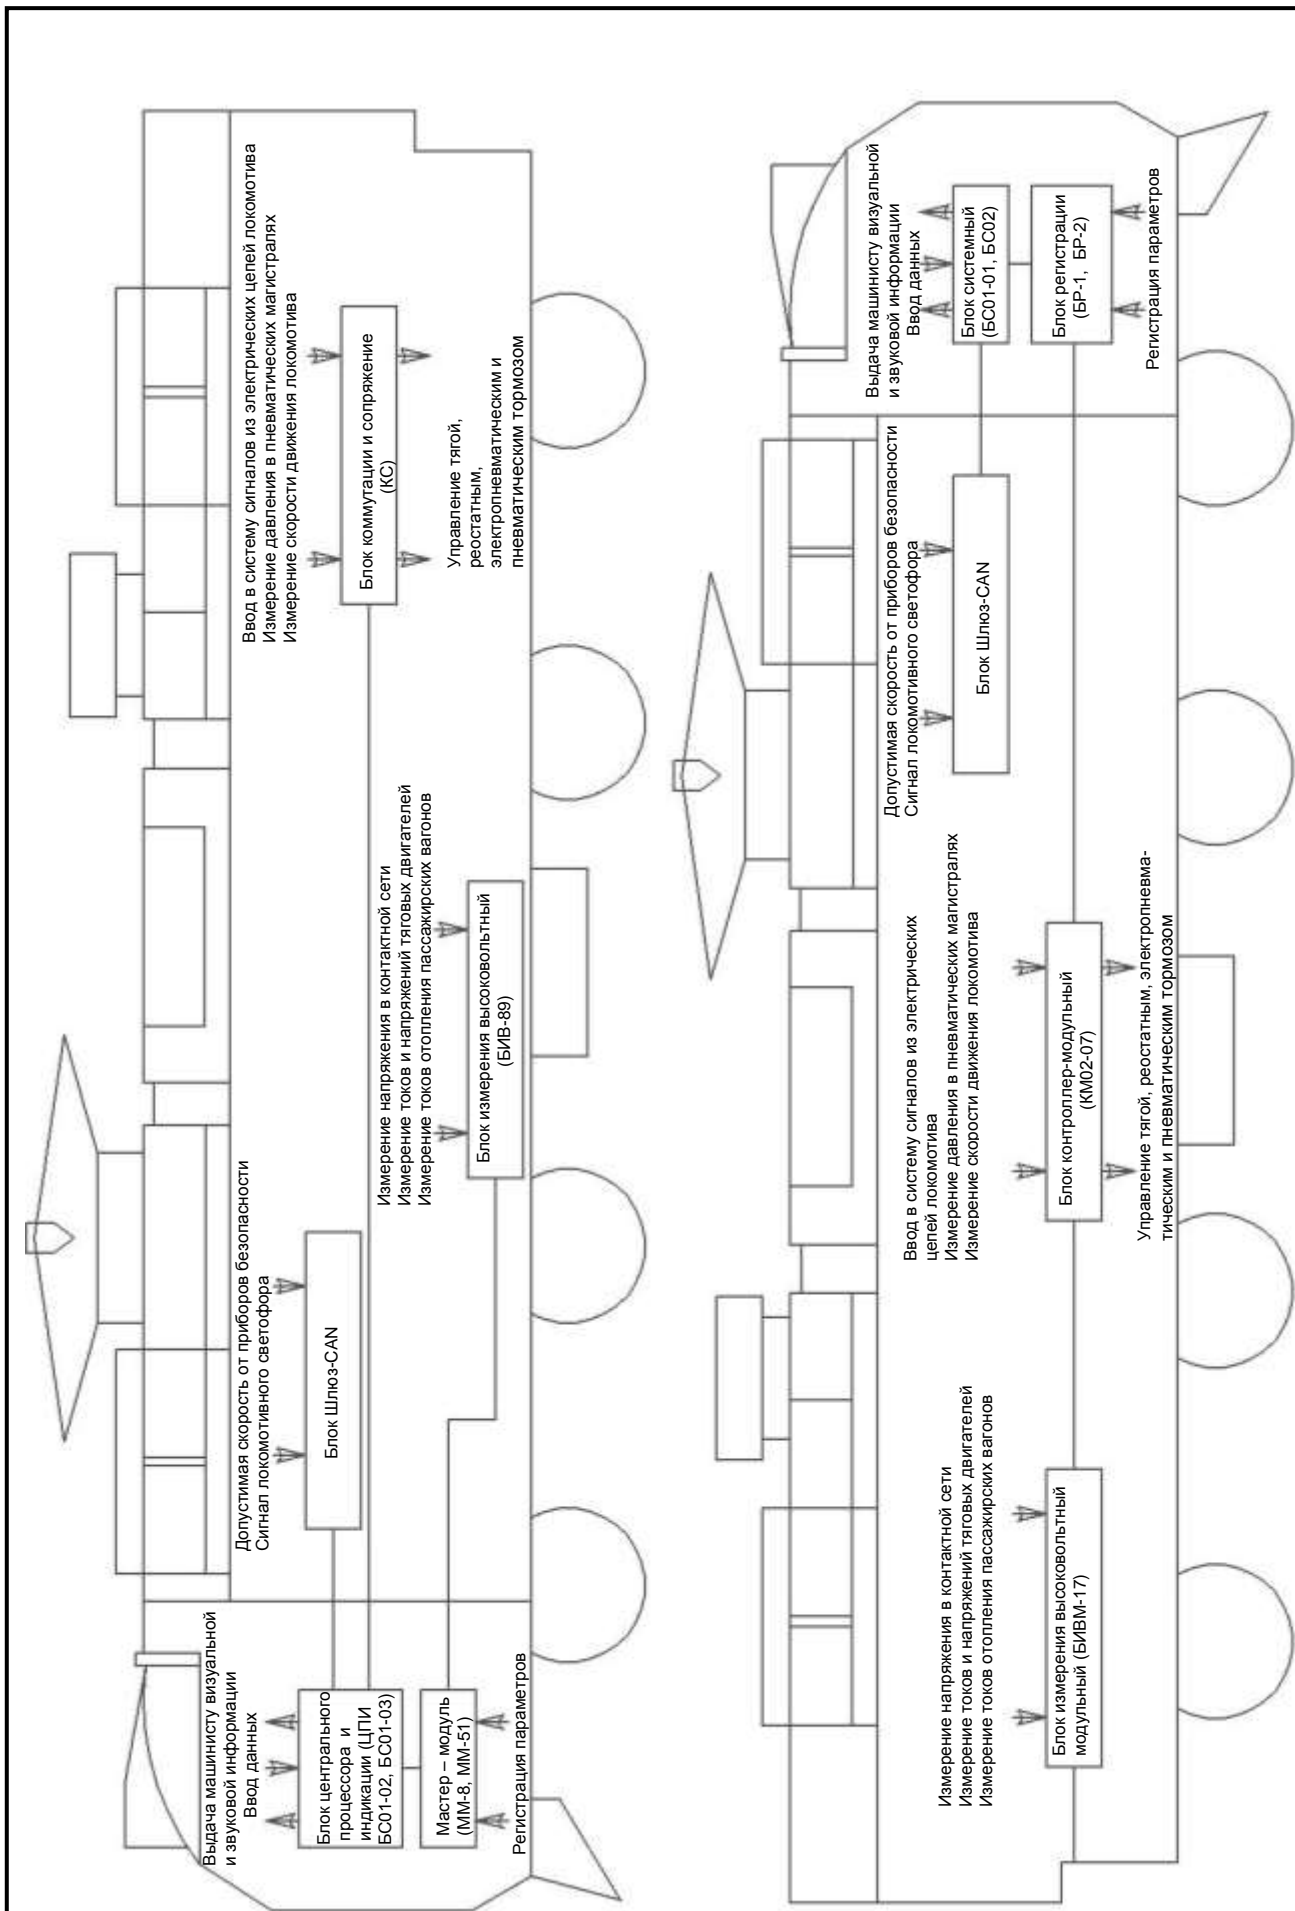 Выдача машинисту визуальной
и звуковой информации
Ввод данных
Блок центрального
процессора и
индикации (ЦПИ
БС01-02, БС01-03)
Мастер – модуль
(ММ-8, ММ-51)
Регистрация параметров
Допустимая скорость от приборов безопасности
Сигнал локомотивного светофора
Блок Шлюз-CAN
Измерение напряжения в контактной сети
Измерение токов и напряжений тяговых двигателей
Измерение токов отопления пассажирских вагонов
Блок измерения высоковольтный
(БИВ-89)
Ввод в систему сигналов из электрических цепей локомотива
Измерение давления в пневматических магистралях
Измерение скорости движения локомотива
Блок коммутации и сопряжение
(КС)
Управление тягой,
реостатным,
электропневматическим и
пневматическим тормозом
Измерение напряжения в контактной сети
Измерение токов и напряжений тяговых двигателей
Измерение токов отопления пассажирских вагонов
Блок измерения высоковольтный
модульный (БИВМ-17)
Ввод в систему сигналов из электрических
цепей локомотива
Измерение давления в пневматических магистралях
Измерение скорости движения локомотива
Блок контроллер-модульный
(КМ02-07)
Управление тягой, реостатным, электропневма-
тическим и пневматическим тормозом
Допустимая скорость от приборов безопасности
Сигнал локомотивного светофора
Блок Шлюз-CAN
Выдача машинисту визуальной
и звуковой информации
Ввод данных
Блок системный
(БС01-01, БС02)
Блок регистрации
(БР-1, БР-2)
Регистрация параметров